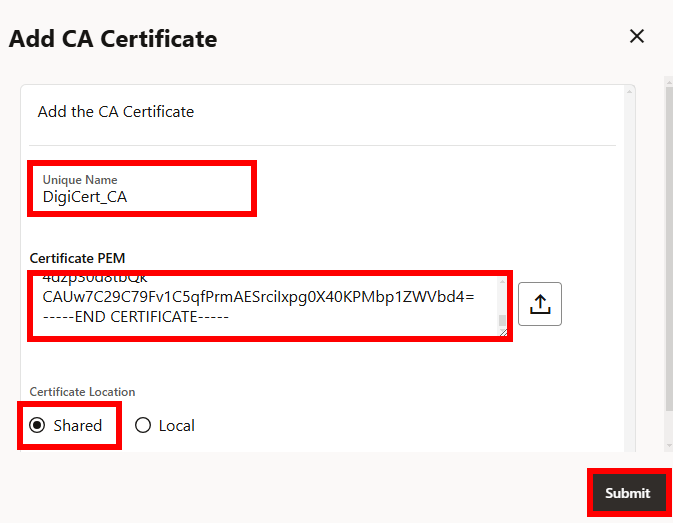 Add CA Certificate
Add the CA Certificate
Unique Name
DigiCert_CA
Certificate PEM
CAUw7C29C79Fv1C5qfPrmAESrciIxpg0X40KPMbp1ZWVbd4=
-----END CERTIFICATE-----
Certificate Location
Shared
Local
Submit